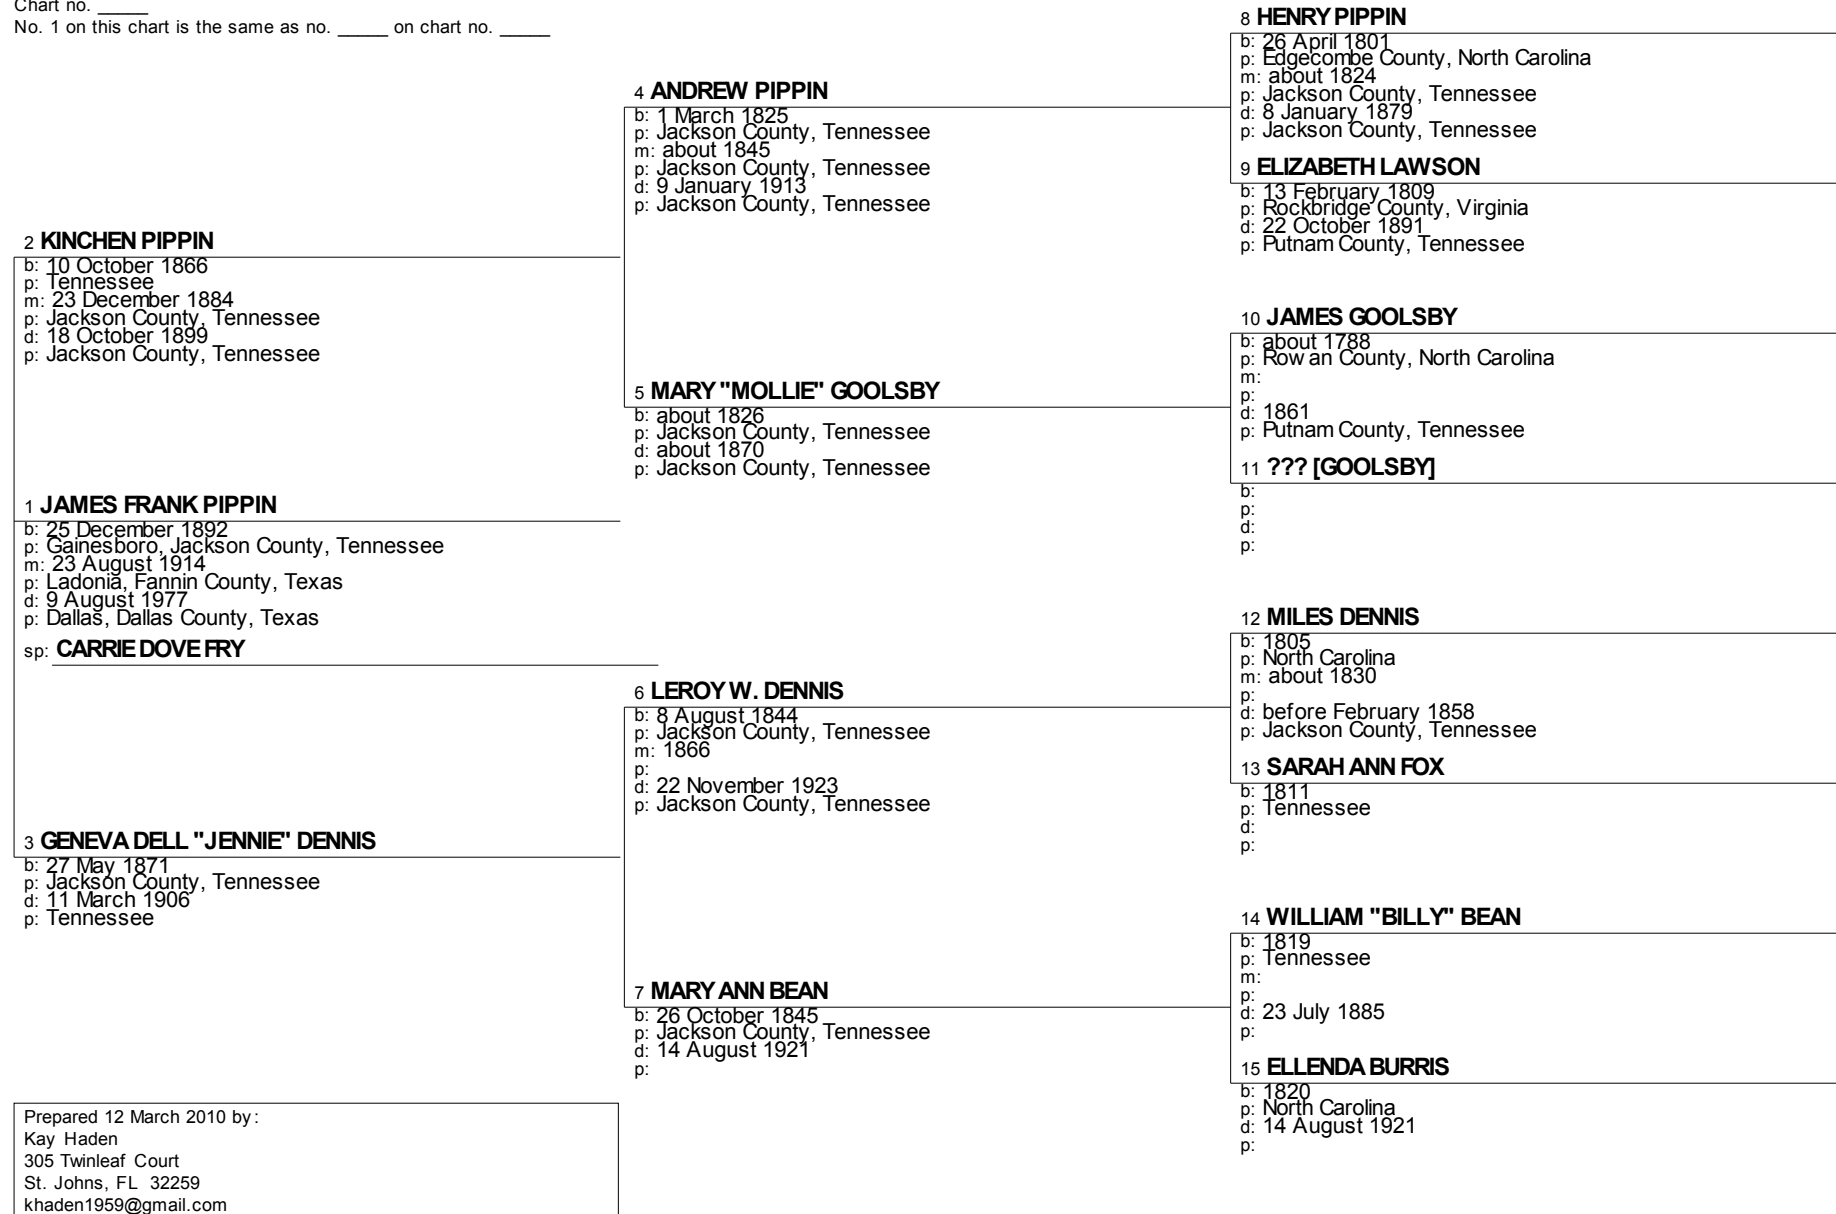 Chart no. _____
No. 1 on this chart is the same as no. _____ on chart no. _____
2 KINCHEN PIPPIN
b: 10 October 1866
p: Tennessee
m: 23 December 1884
p: Jackson County, Tennessee
d: 18 October 1899
p: Jackson County, Tennessee
1 JAMES FRANK PIPPIN
b: 25 December 1892
p: Gainesboro, Jackson County, Tennessee
m: 23 August 1914
p: Ladonia, Fannin County, Texas
d: 9 August 1977
p: Dallas, Dallas County, Texas
sp: CARRIE DOVE FRY
3 GENEVA DELL "JENNIE" DENNIS
b: 27 May 1871
p: Jackson County, Tennessee
d: 11 March 1906
p: Tennessee
4 ANDREW PIPPIN
b: 1 March 1825
p: Jackson County, Tennessee
m: about 1845
p: Jackson County, Tennessee
d: 9 January 1913
p: Jackson County, Tennessee
5 MARY "MOLLIE" GOOLSBY
b: about 1826
p: Jackson County, Tennessee
d: about 1870
p: Jackson County, Tennessee
6 LEROY W. DENNIS
b: 8 August 1844
p: Jackson County, Tennessee
m: 1866
p:
d: 22 November 1923
p: Jackson County, Tennessee
7 MARY ANN BEAN
b: 26 October 1845
p: Jackson County, Tennessee
d: 14 August 1921
p:
8 HENRY PIPPIN
b: 26 April 1801
p: Edgecombe County, North Carolina
m: about 1824
p: Jackson County, Tennessee
d: 8 January 1879
p: Jackson County, Tennessee
9 ELIZABETH LAWSON
b: 13 February 1809
p: Rockbridge County, Virginia
d: 22 October 1891
p: Putnam County, Tennessee
10 JAMES GOOLSBY
b: about 1788
p: Rowan County, North Carolina
m:
p:
d: 1861
p: Putnam County, Tennessee
11 ??? [GOOLSBY]
b:
p:
d:
p:
12 MILES DENNIS
b: 1805
p: North Carolina
m: about 1830
p:
d: before February 1858
p: Jackson County, Tennessee
13 SARAH ANN FOX
b: 1811
p: Tennessee
d:
p:
14 WILLIAM "BILLY" BEAN
b: 1819
p: Tennessee
m:
p:
d: 23 July 1885
p:
15 ELLENDA BURRIS
b: 1820
p: North Carolina
d: 14 August 1921
p:
Prepared 12 March 2010 by:
Kay Haden
305 Twinleaf Court
St. Johns, FL 32259
khaden1959@gmail.com